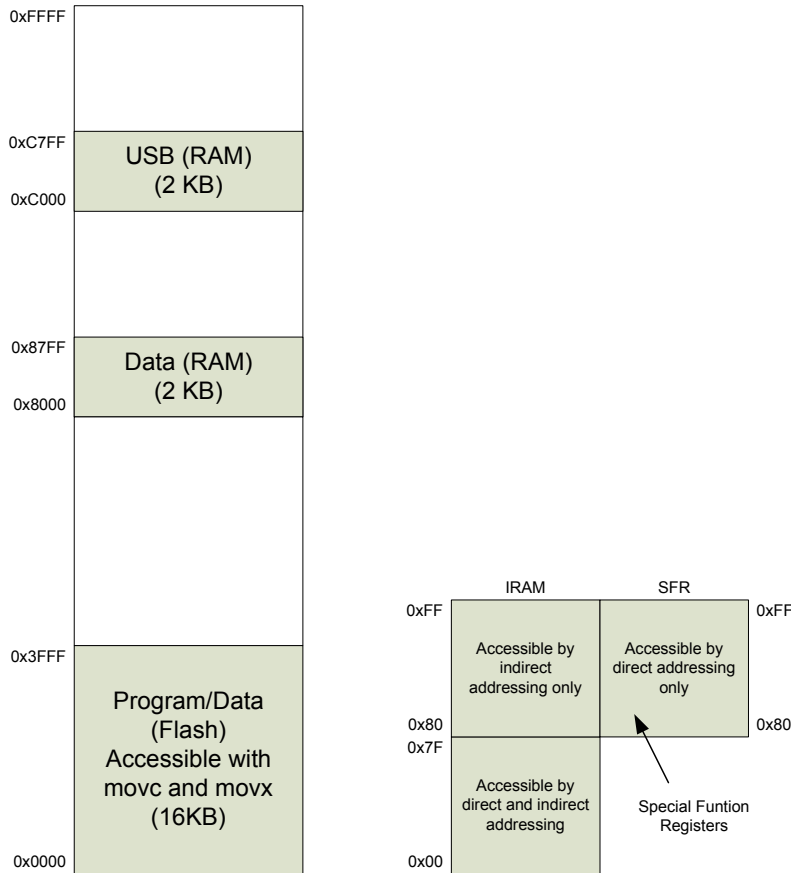 0xFFFF
0xC7FF
USB (RAM)
(2 KB)
0xC000
0x87FF
Data (RAM)
(2 KB)
0x8000
0x3FFF
Program/Data
(Flash)
Accessible with
movc and movx
(16KB)
0x0000
IRAM
SFR
0xFF
0xFF
Accessible by
indirect
addressing only
Accessible by
direct addressing
only
0x80
0x80
0x7F
Accessible by
direct and indirect
addressing
Special Funtion
Registers
0x00